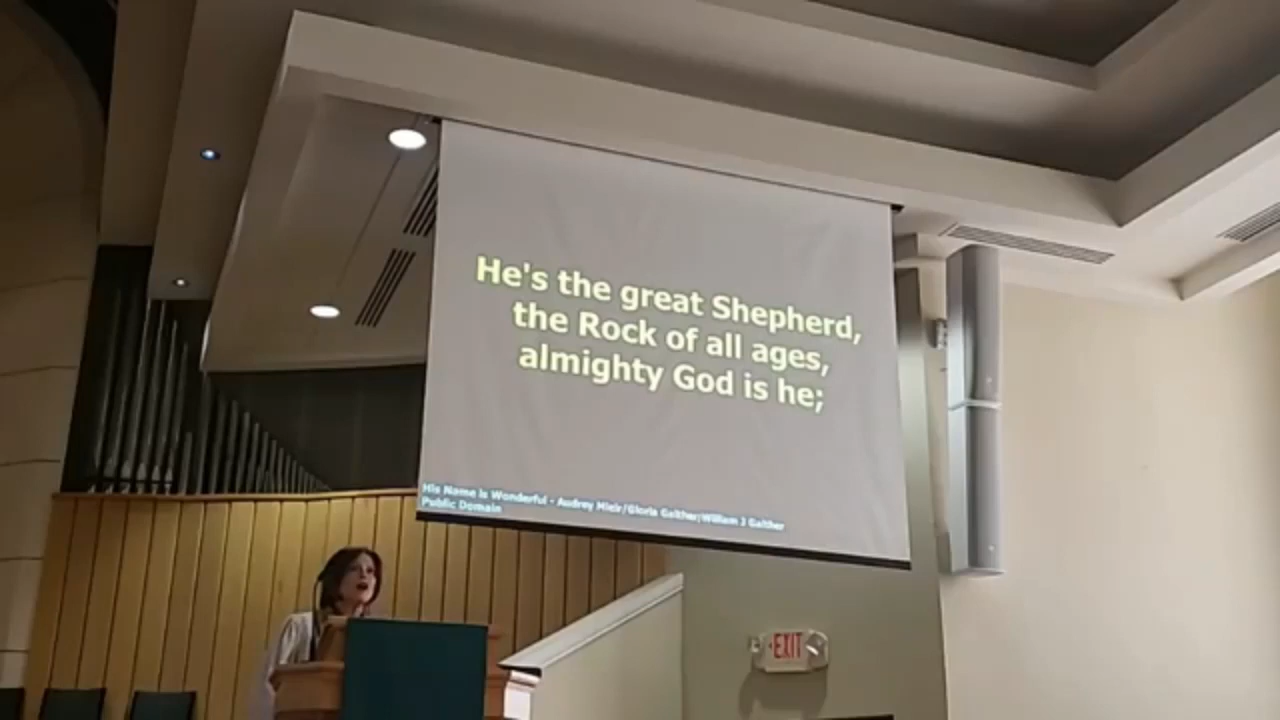 He's the great Shepherd,
the Rock of all ages,
almighty God is he;
His Name is Wonderful - Audrey Mieir/Gloria Gaither/William J Gaither
Public Domain
EXIT